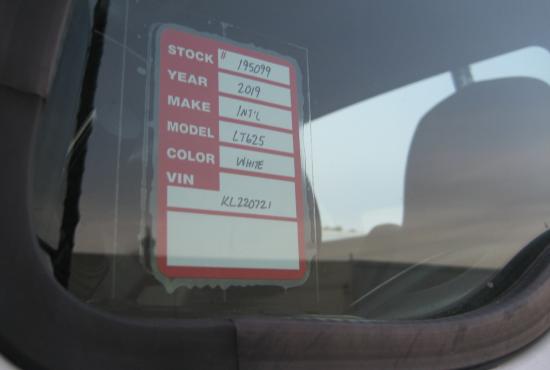 STOCK # 195099
YEAR 2019
MAKE INT'L
MODEL LT625
COLOR WHITE
VIN
KL220721